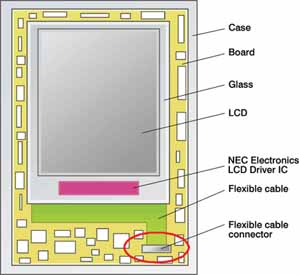 Case
Board
Glass
LCD
NEC Electronics
LCD Driver IC
Flexible cable
Flexible cable
connector